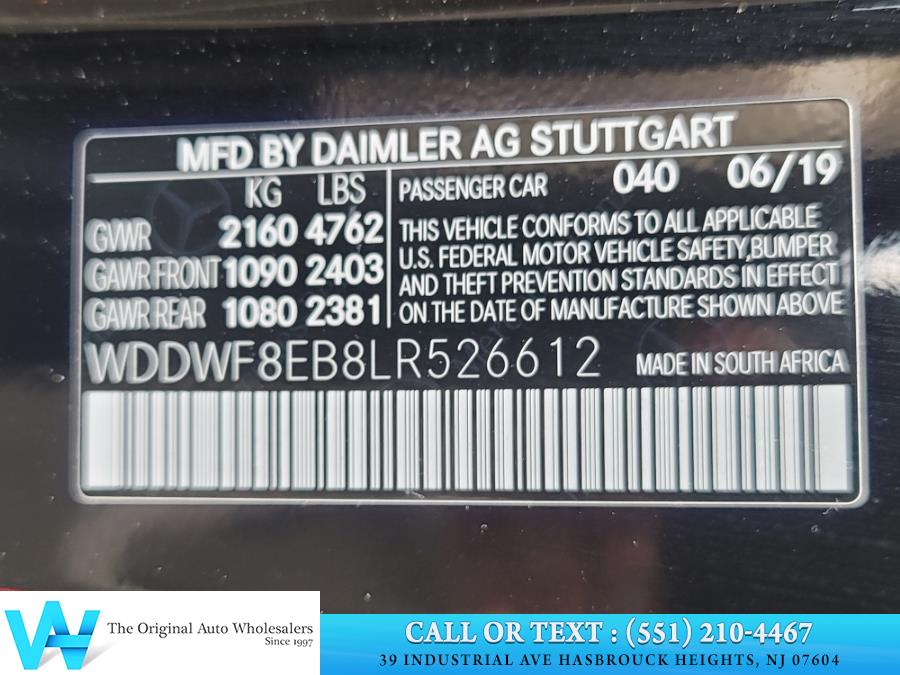 MFD BY DAIMLER AG STUTTGART
KG LBS
GVWR 2160 4762
GAWR FRONT 1090 2403
GAWR REAR 1080 2381
PASSENGER CAR 040 06/19
THIS VEHICLE CONFORMS TO ALL APPLICABLE
U.S. FEDERAL MOTOR VEHICLE SAFETY,BUMPER
AND THEFT PREVENTION STANDARDS IN EFFECT
ON THE DATE OF MANUFACTURE SHOWN ABOVE
WDDWF8EB8LR526612 MADE IN SOUTH AFRICA
The Original Auto Wholesalers
Since 1997
CALL OR TEXT : (551) 210-4467
39 INDUSTRIAL AVE HASBROUCK HEIGHTS, NJ 07604